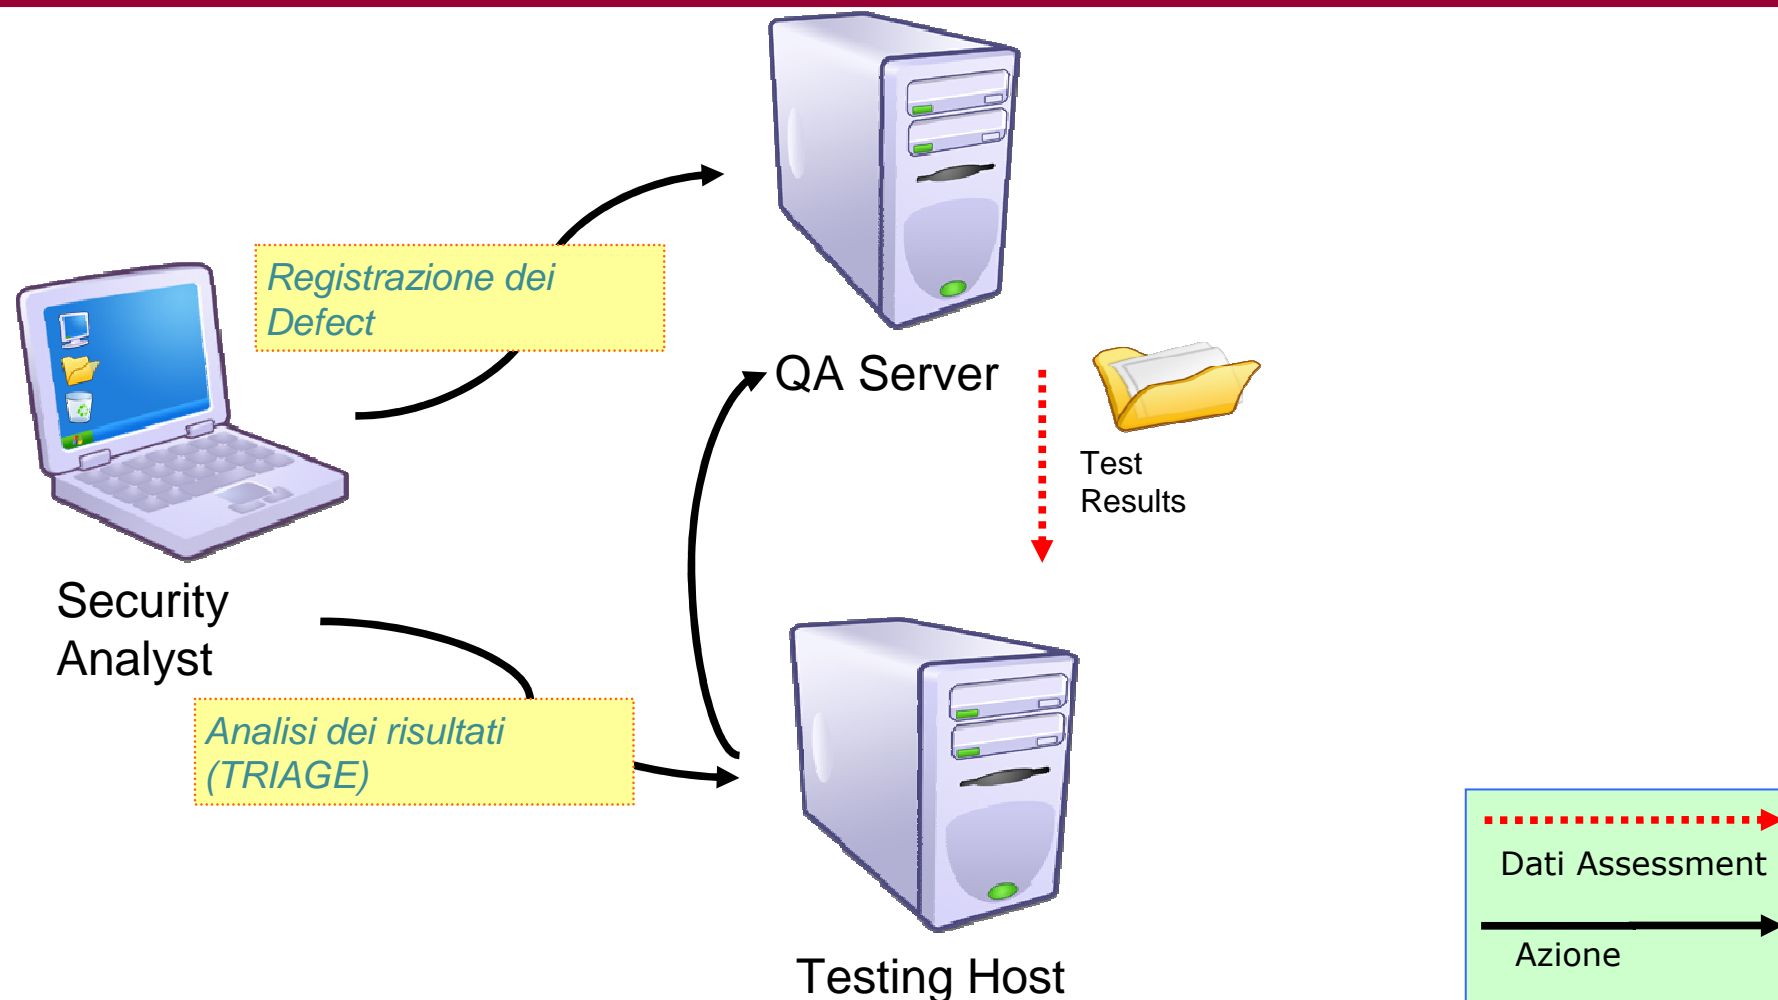 Registrazione dei
Defect
QA Server
Test
Results
Security
Analyst
Analisi dei risultati
(TRIAGE)
Testing Host
Dati Assessment
Azione